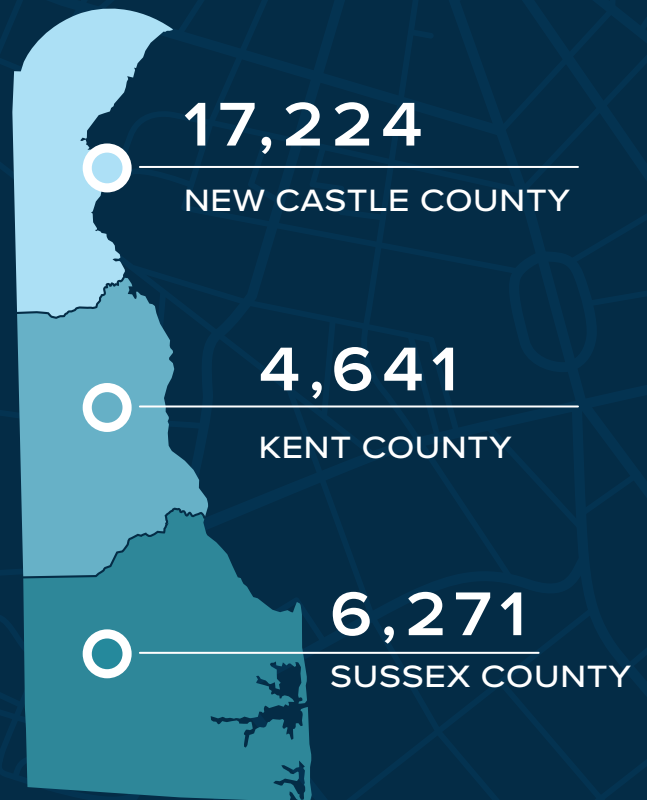 17,224
NEW CASTLE COUNTY
4,641
KENT COUNTY
6,271
SUSSEX COUNTY